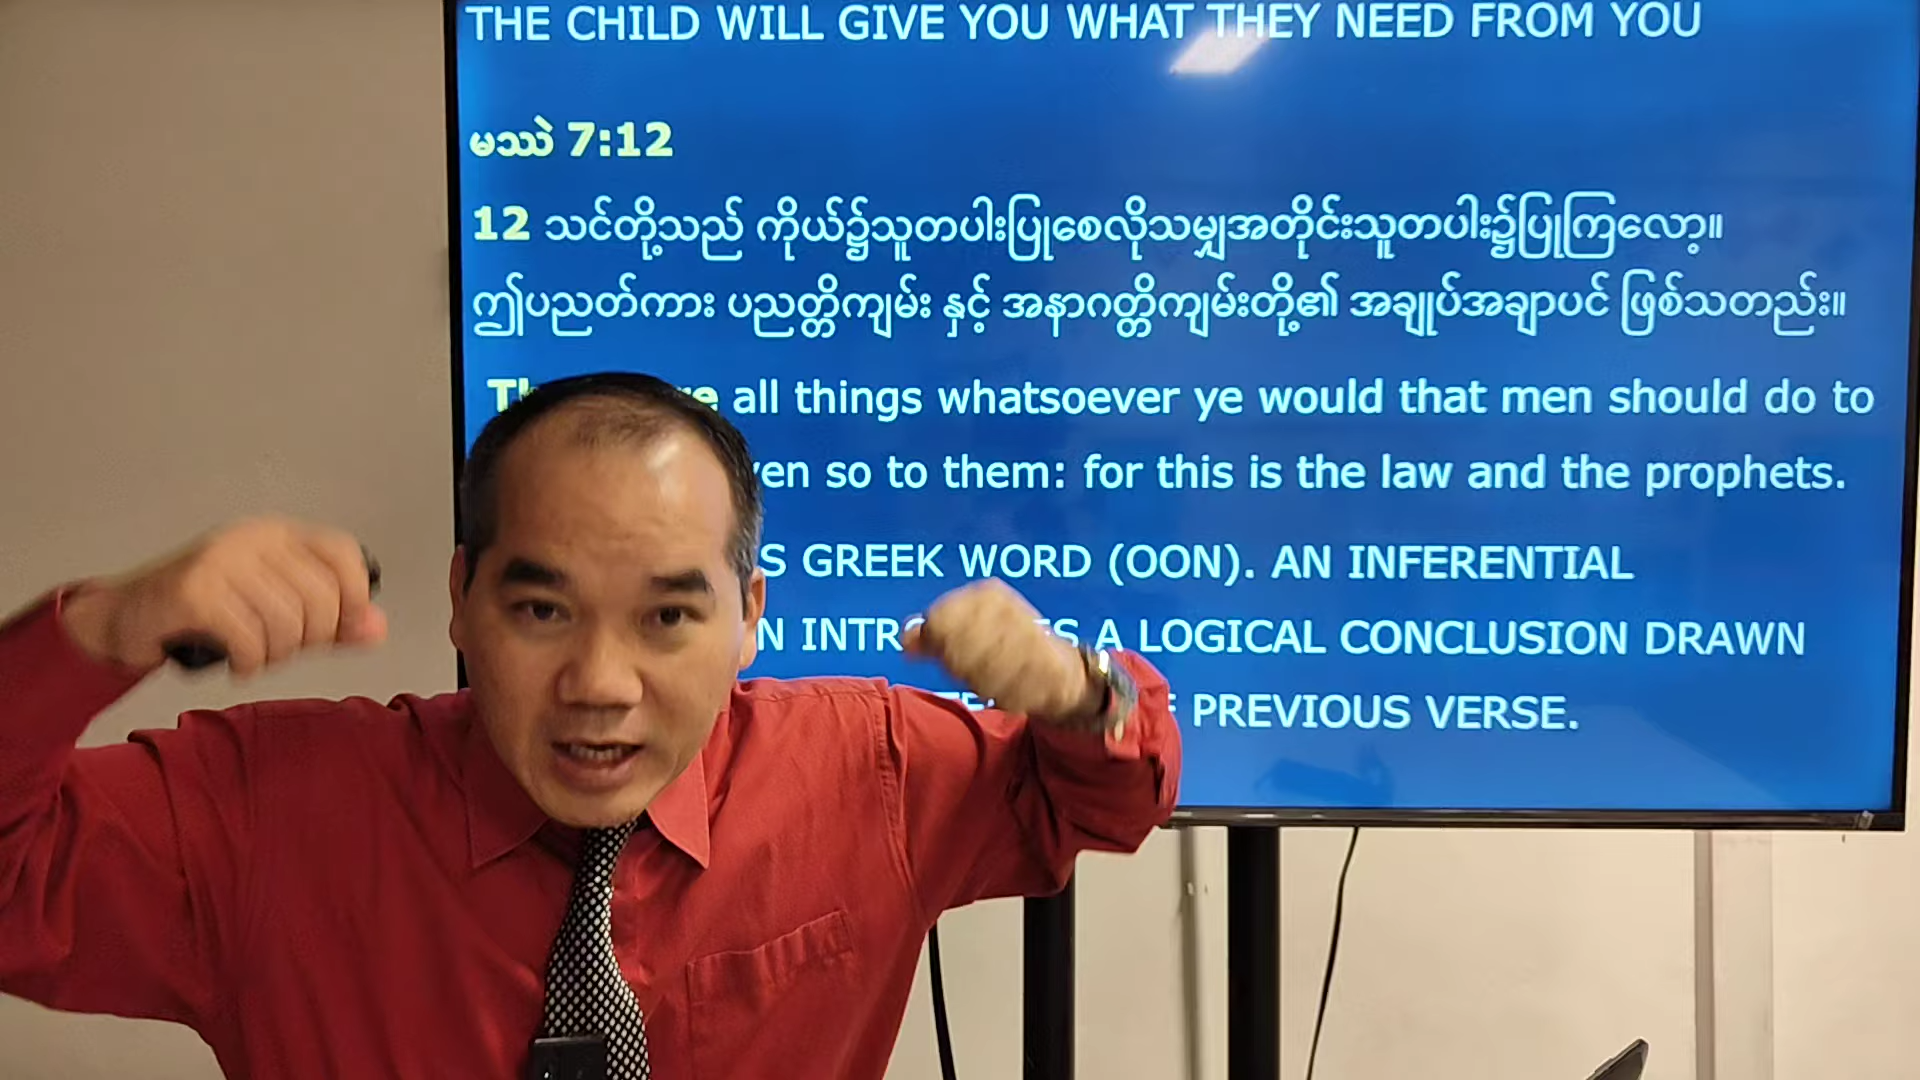 THE CHILD WILL GIVE YOU WHAT THEY NEED FROM YOU
မဿဲ 7:12
12 သင်တို့သည် ကိုယ်၌သူတပါးပြုစေလိုသမျှအတိုင်းသူတပါး၌ပြုကြလော့။
ဤပညတ်ကား ပညတ္တိကျမ်း နှင့် အနာဂတ္တိကျမ်းတို့၏ အချုပ်အချာပင် ဖြစ်သတည်း။
all things whatsoever ye would that men should do to
so to them: for this is the law and the prophets.
GREEK WORD (OON). AN INFERENTIAL
A LOGICAL CONCLUSION DRAWN
PREVIOUS VERSE.